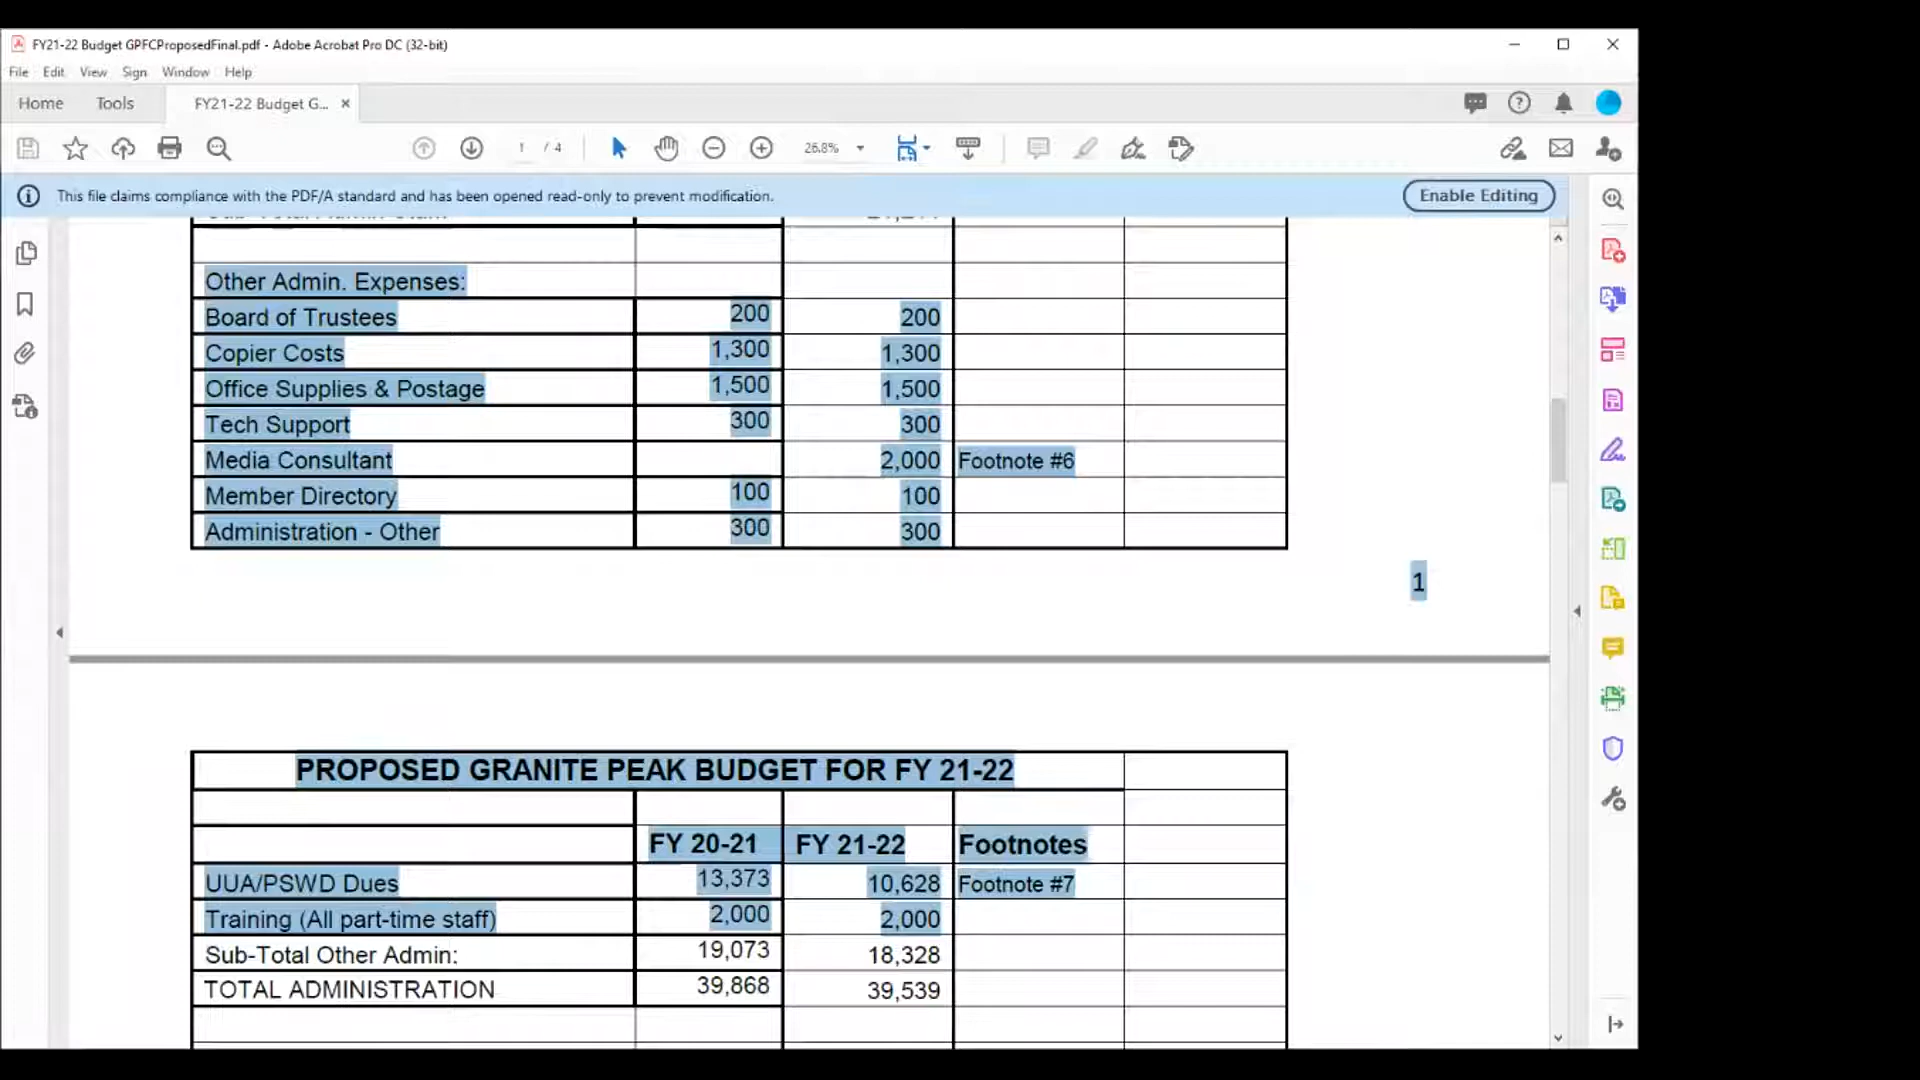 FY21-22 Budget GPFCProposedFinal.pdf - Adobe Acrobat Pro DC (32-bit)
File Edit View Sign Window Help
Home Tools FY21-22 Budget G... ×
1 / 4 26.8%
This file claims compliance with the PDF/A standard and has been opened read-only to prevent modification. Enable Editing
Other Admin. Expenses:
Board of Trustees 200 200
Copier Costs 1,300 1,300
Office Supplies & Postage 1,500 1,500
Tech Support 300 300
Media Consultant 2,000 Footnote #6
Member Directory 100 100
Administration - Other 300 300
1
PROPOSED GRANITE PEAK BUDGET FOR FY 21-22
FY 20-21 FY 21-22 Footnotes
UUA/PSWD Dues 13,373 10,628 Footnote #7
Training (All part-time staff) 2,000 2,000
Sub-Total Other Admin: 19,073 18,328
TOTAL ADMINISTRATION 39,868 39,539